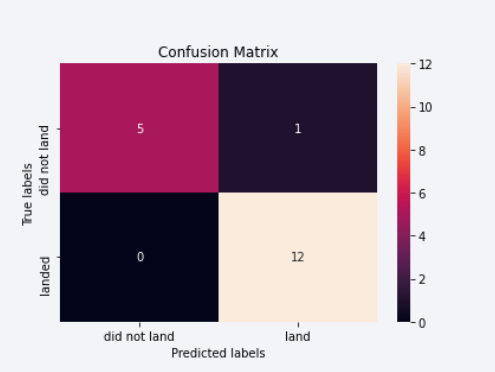 Confusion Matrix
True labels
did not land
landed
5
1
0
12
did not land
land
Predicted labels
12
10
8
6
4
2
0